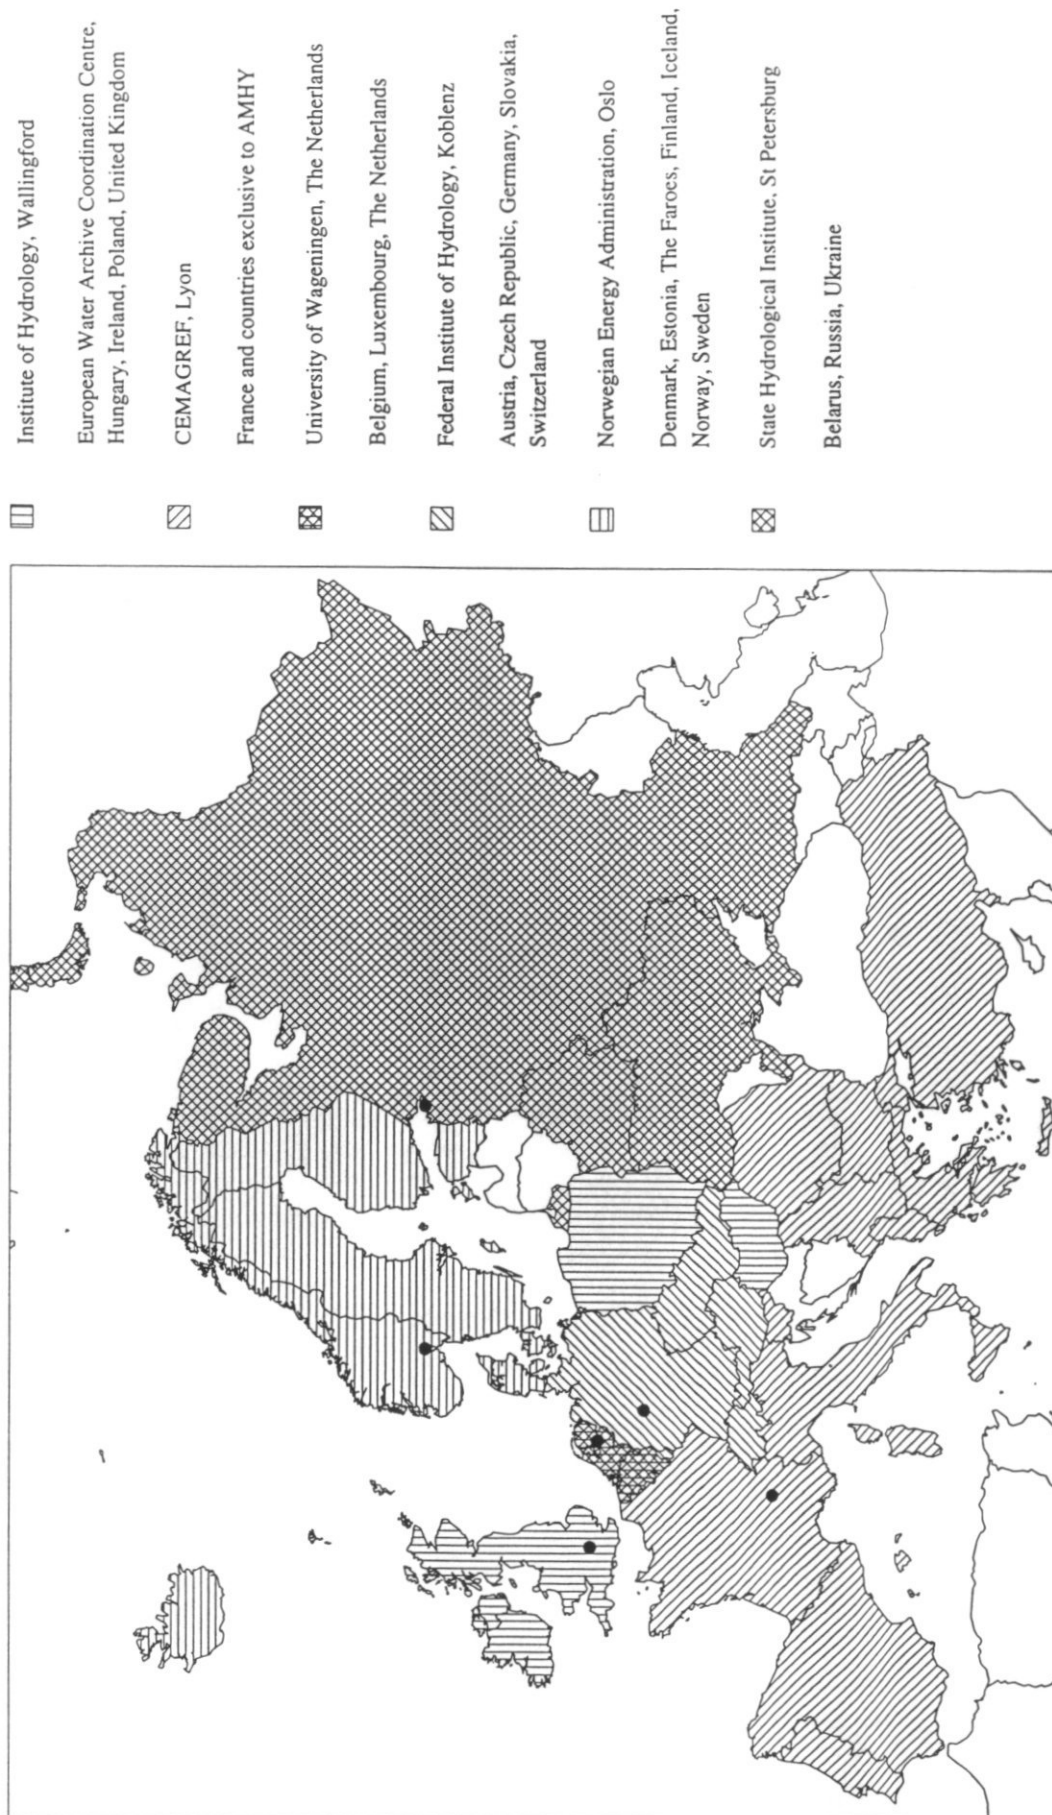 Institute of Hydrology, Wallingford
European Water Archive Coordination Centre,
Hungary, Ireland, Poland, United Kingdom
CEMAGREF, Lyon
France and countries exclusive to AMHY
University of Wageningen, The Netherlands
Belgium, Luxembourg, The Netherlands
Federal Institute of Hydrology, Koblenz
Austria, Czech Republic, Germany, Slovakia,
Switzerland
Norwegian Energy Administration, Oslo
Denmark, Estonia, The Faroes, Finland, Iceland,
Norway, Sweden
State Hydrological Institute, St Petersburg
Belarus, Russia, Ukraine